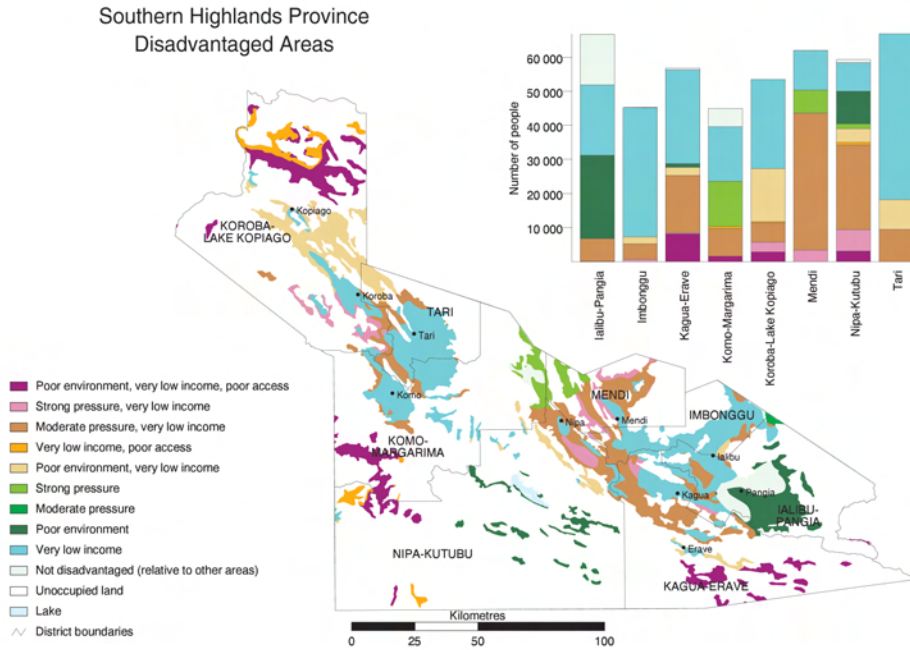 Southern Highlands Province
Disadvantaged Areas
Number of people
60 000
50 000
40 000
30 000
20 000
10 000
Ialibu-Pangia
Imbonggu
Kagua-Erave
Komo-Margarima
Koroba-Lake Kopiago
Mendi
Nipa-Kutubu
Tari
Kopiago
KOROBA-
LAKE KOPIAGO
Koroba
TARI
Tari
Komo
KOMO-
MARGARIMA
MENDI
Mendi
Nipa
IMBONGGU
Ialibu
Kagua
Pangia
IALIBU-
PANGIA
NIPA-KUTUBU
Erave
KAGUA-ERAVE
Poor environment, very low income, poor access
Strong pressure, very low income
Moderate pressure, very low income
Very low income, poor access
Poor environment, very low income
Strong pressure
Moderate pressure
Poor environment
Very low income
Not disadvantaged (relative to other areas)
Unoccupied land
Lake
District boundaries
Kilometres
0 25 50 100